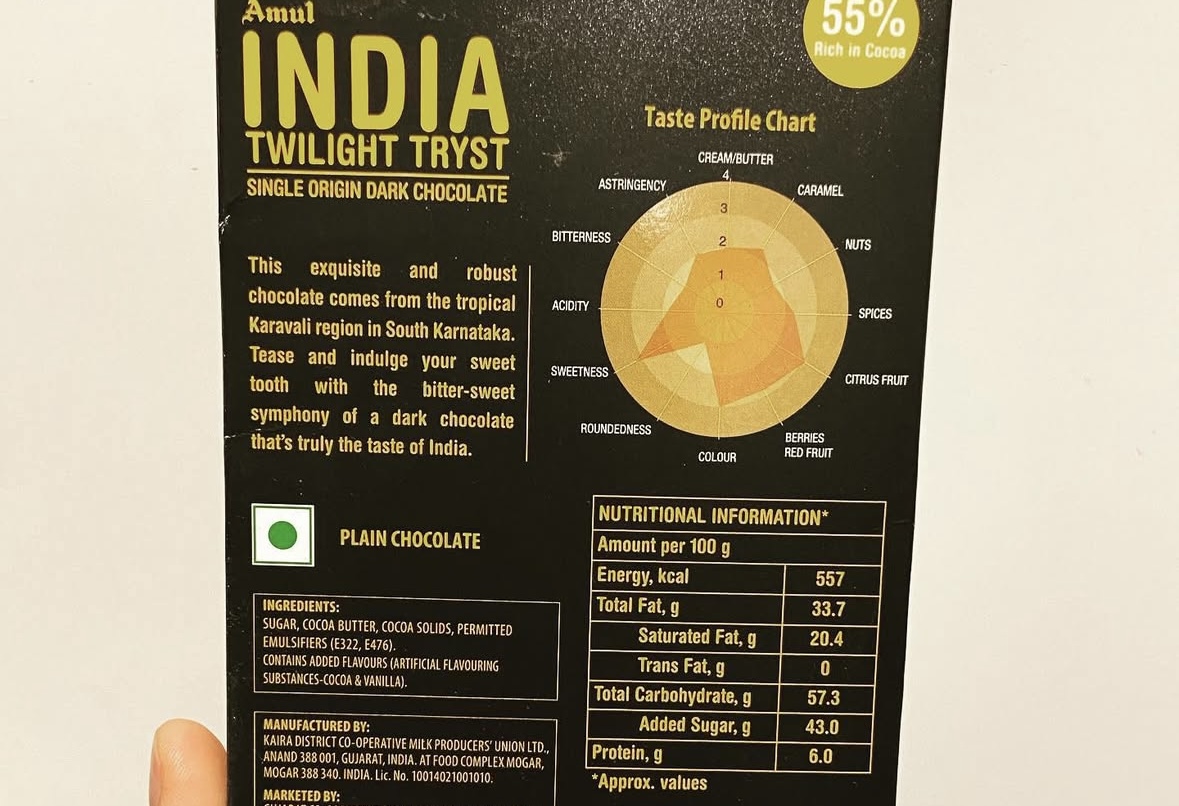 Amul
INDIA
TWILIGHT TRYST
SINGLE ORIGIN DARK CHOCOLATE
55%
Rich in Cocoa
Taste Profile Chart
CREAM/BUTTER
CARAMEL
NUTS
SPICES
CITRUS FRUIT
BERRIES
RED FRUIT
COLOUR
ROUNDEDNESS
SWEETNESS
ACIDITY
BITTERNESS
ASTRINGENCY
4
3
2
1
0
This exquisite and robust
chocolate comes from the tropical
Karavali region in South Karnataka.
Tease and indulge your sweet
tooth with the bitter-sweet
symphony of a dark chocolate
that's truly the taste of India.
PLAIN CHOCOLATE
INGREDIENTS:
SUGAR, COCOA BUTTER, COCOA SOLIDS, PERMITTED
EMULSIFIERS (E322, E476).
CONTAINS ADDED FLAVOURS (ARTIFICIAL FLAVOURING
SUBSTANCES-COCOA & VANILLA).
MANUFACTURED BY:
KAIRA DISTRICT CO-OPERATIVE MILK PRODUCERS' UNION LTD.,
ANAND 388 001, GUJARAT, INDIA. AT FOOD COMPLEX MOGAR,
MOGAR 388 340. INDIA. Lic. No. 10014021001010.
MARKETED BY:
NUTRITIONAL INFORMATION*
Amount per 100 g
Energy, kcal 557
Total Fat, g 33.7
Saturated Fat, g 20.4
Trans Fat, g 0
Total Carbohydrate, g 57.3
Added Sugar, g 43.0
Protein, g 6.0
*Approx. values